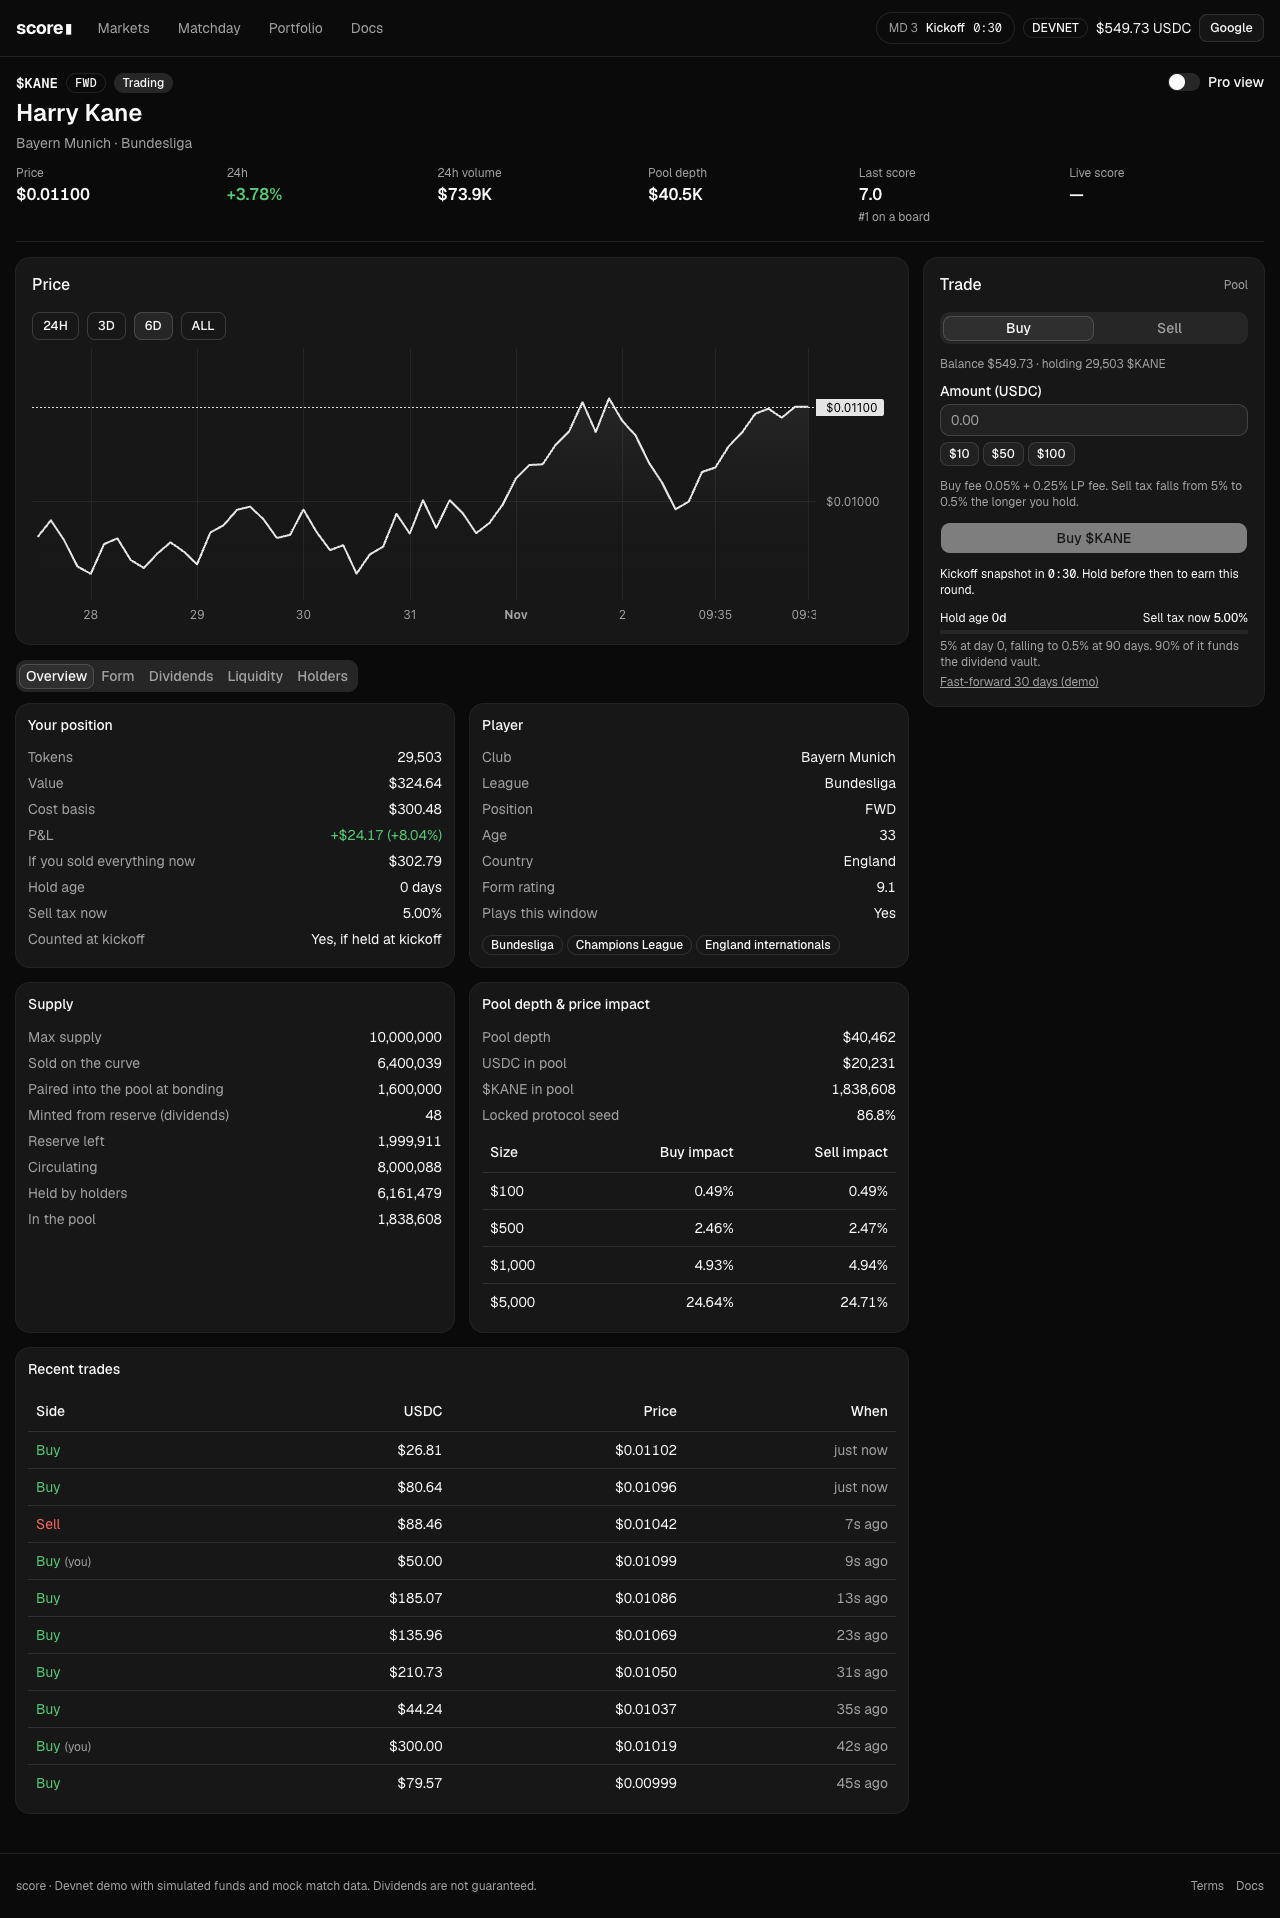 score
Markets
Matchday
Portfolio
Docs
MD 3 Kickoff 0:30
DEVNET
$549.73 USDC
Google
$KANE FWD Trading
Pro view
Harry Kane
Bayern Munich · Bundesliga
Price
24h
24h volume
Pool depth
Last score
Live score
$0.01100
+3.78%
$73.9K
$40.5K
7.0
—
#1 on a board
Price
24H
3D
6D
ALL
$0.01100
$0.01000
28
29
30
31
Nov
2
09:35
09:3
Trade
Pool
Buy
Sell
Balance $549.73 · holding 29,503 $KANE
Amount (USDC)
0.00
$10
$50
$100
Buy fee 0.05% + 0.25% LP fee. Sell tax falls from 5% to
0.5% the longer you hold.
Buy $KANE
Kickoff snapshot in 0:30. Hold before then to earn this
round.
Hold age 0d
Sell tax now 5.00%
5% at day 0, falling to 0.5% at 90 days. 90% of it funds
the dividend vault.
Fast-forward 30 days (demo)
Overview
Form
Dividends
Liquidity
Holders
Your position
Tokens 29,503
Value $324.64
Cost basis $300.48
P&L +$24.17 (+8.04%)
If you sold everything now $302.79
Hold age 0 days
Sell tax now 5.00%
Counted at kickoff Yes, if held at kickoff
Player
Club Bayern Munich
League Bundesliga
Position FWD
Age 33
Country England
Form rating 9.1
Plays this window Yes
Bundesliga
Champions League
England internationals
Supply
Max supply 10,000,000
Sold on the curve 6,400,039
Paired into the pool at bonding 1,600,000
Minted from reserve (dividends) 48
Reserve left 1,999,911
Circulating 8,000,088
Held by holders 6,161,479
In the pool 1,838,608
Pool depth & price impact
Pool depth $40,462
USDC in pool $20,231
$KANE in pool 1,838,608
Locked protocol seed 86.8%
Size Buy impact Sell impact
$100 0.49% 0.49%
$500 2.46% 2.47%
$1,000 4.93% 4.94%
$5,000 24.64% 24.71%
Recent trades
Side USDC Price When
Buy $26.81 $0.01102 just now
Buy $80.64 $0.01096 just now
Sell $88.46 $0.01042 7s ago
Buy (you) $50.00 $0.01099 9s ago
Buy $185.07 $0.01086 13s ago
Buy $135.96 $0.01069 23s ago
Buy $210.73 $0.01050 31s ago
Buy $44.24 $0.01037 35s ago
Buy (you) $300.00 $0.01019 42s ago
Buy $79.57 $0.00999 45s ago
score · Devnet demo with simulated funds and mock match data. Dividends are not guaranteed.
Terms
Docs